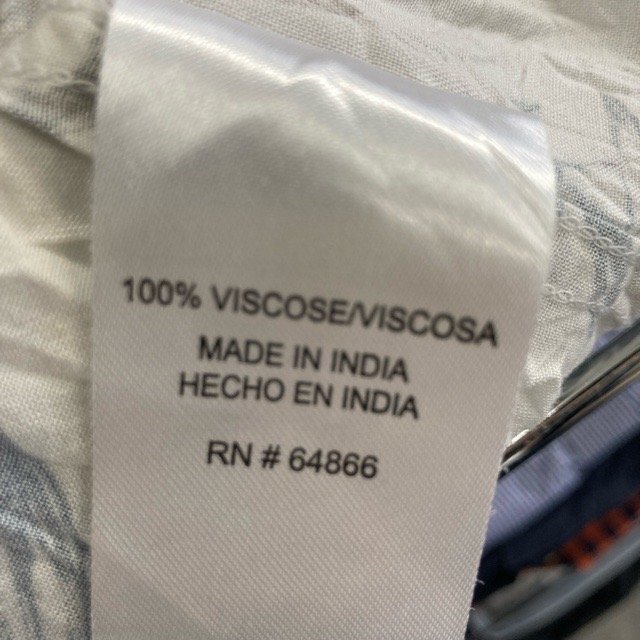 100% VISCOSE/VISCOSA
MADE IN INDIA
HECHO EN INDIA
RN # 64866